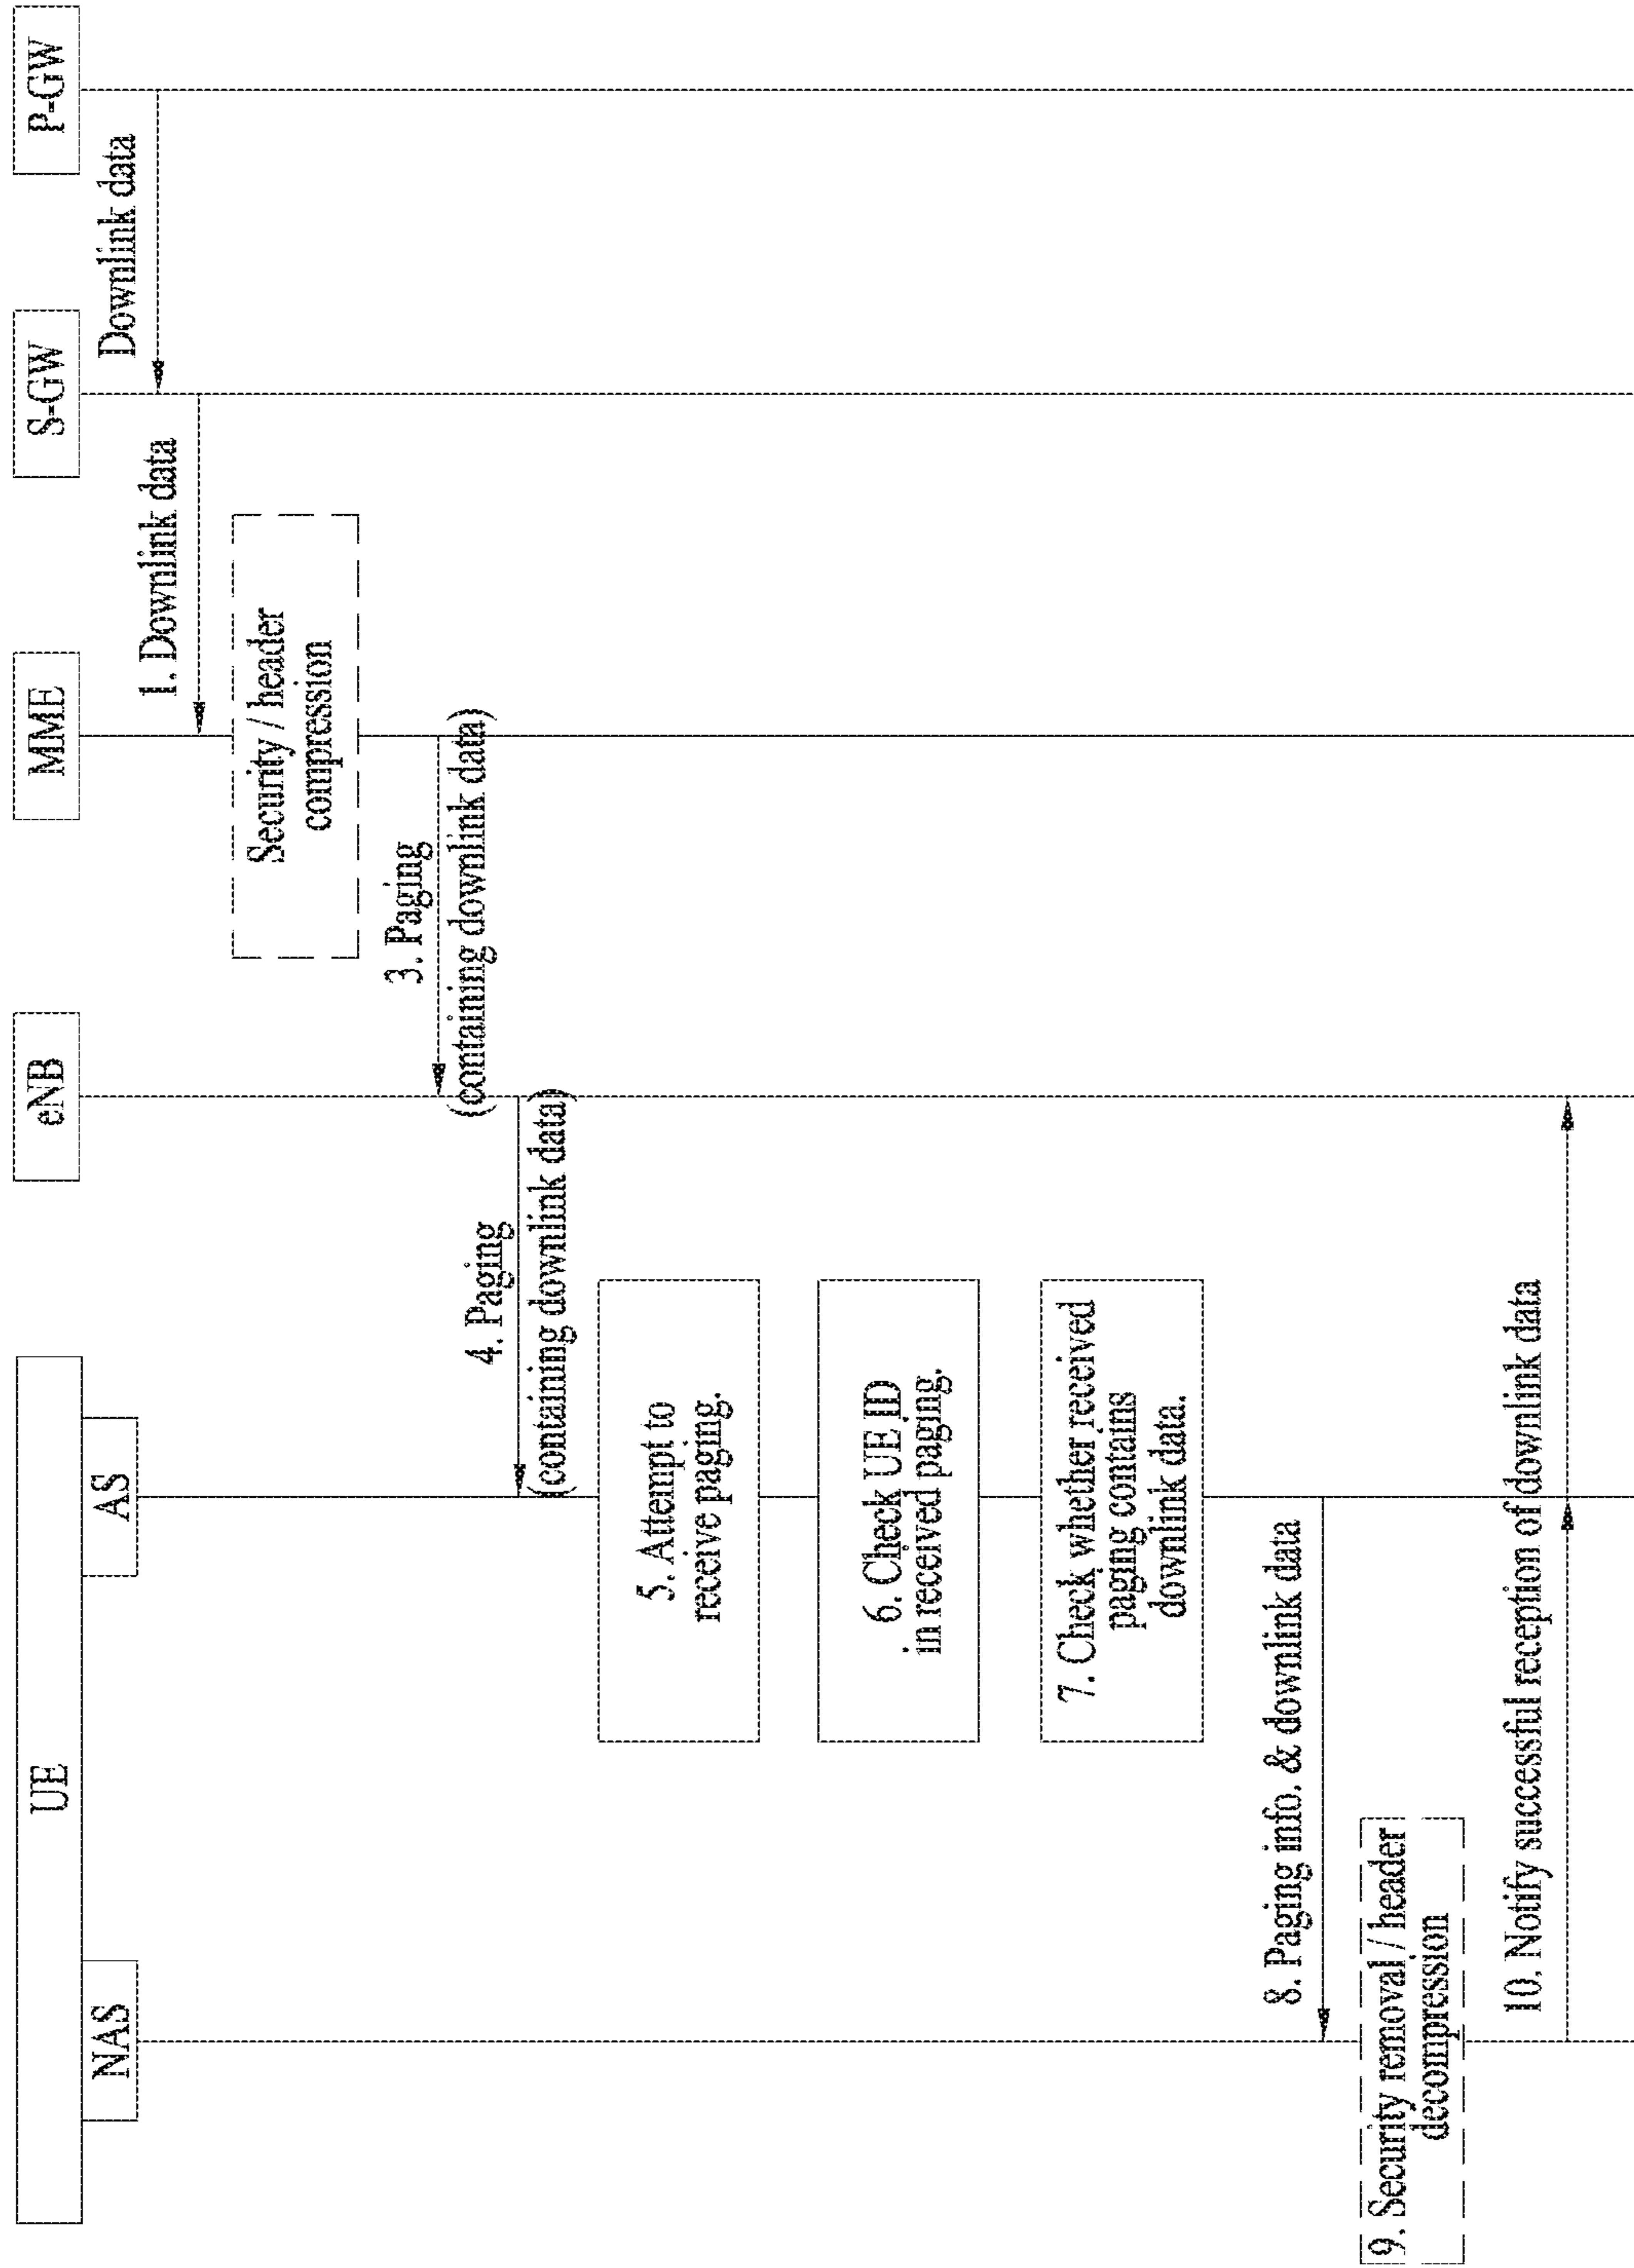 UE
NAS
AS
eNB
MME
S-GW
P-GW
Downlink data
1. Downlink data
Security / header
compression
3. Paging
(containing downlink data)
4. Paging
(containing downlink data)
5. Attempt to
receive paging.
6. Check UE ID
in received paging.
7. Check whether received
paging contains
downlink data.
8. Paging info. & downlink data
9. Security removal / header
decompression
10. Notify successful reception of downlink data